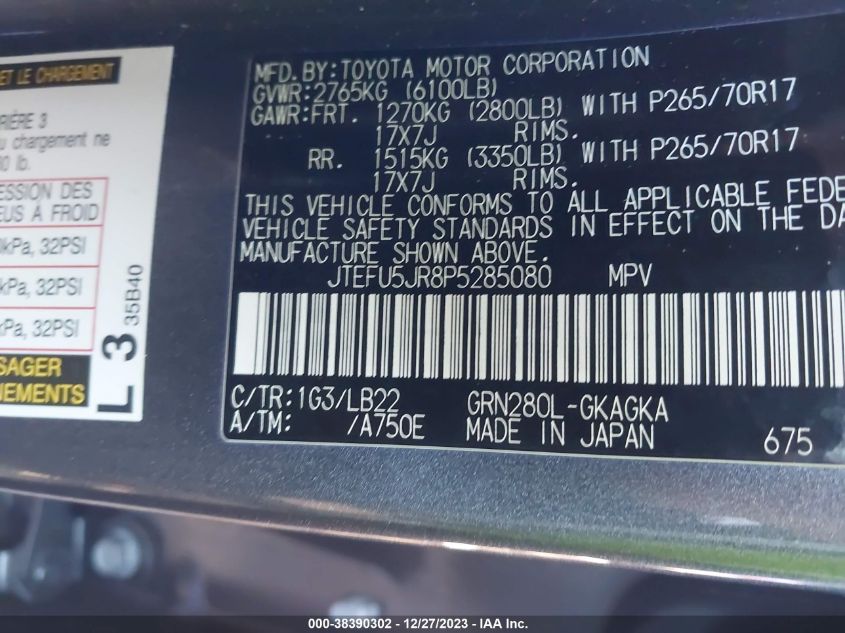 ET LE CHARGEMENT
RIÈRE 3
u chargement ne
0 lb.
ESSION DES
EUS À FROID
kPa, 32PSI
kPa, 32PSI
kPa, 32PSI
SAGER
NEMENTS
L 3
35B40
MFD.BY:TOYOTA MOTOR CORPORATION
GVWR:2765KG (6100LB)
GAWR:FRT. 1270KG (2800LB) WITH P265/70R17
17X7J RIMS.
RR. 1515KG (3350LB) WITH P265/70R17
17X7J RIMS.
THIS VEHICLE CONFORMS TO ALL APPLICABLE FEDE
VEHICLE SAFETY STANDARDS IN EFFECT ON THE DA
MANUFACTURE SHOWN ABOVE.
JTEFU5JR8P5285080 MPV
C/TR:1G3/LB22 GRN280L-GKAGKA
A/TM: /A750E MADE IN JAPAN 675
000-38390302 - 12/27/2023 - IAA Inc.